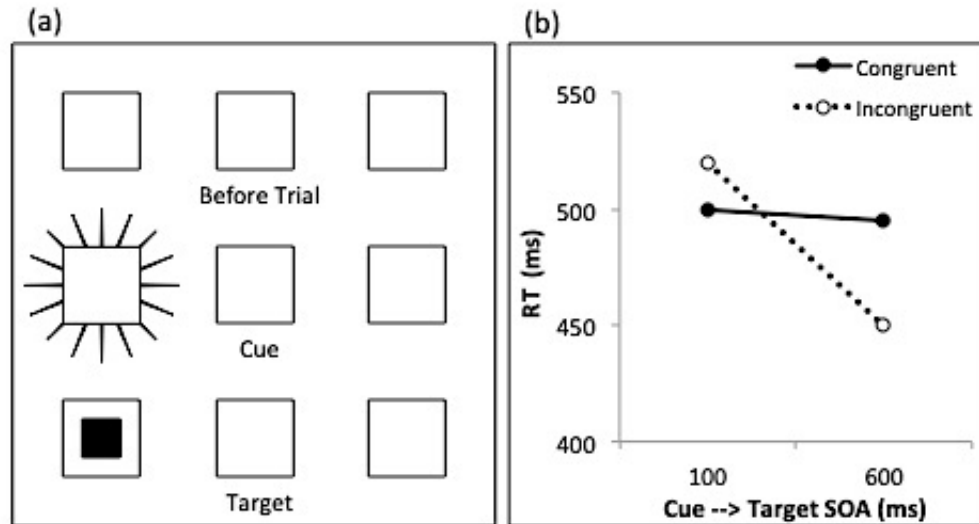 (a)
Before Trial
Cue
Target
(b)
Congruent
Incongruent
550
500
450
400
RT (ms)
100 600
Cue --> Target SOA (ms)